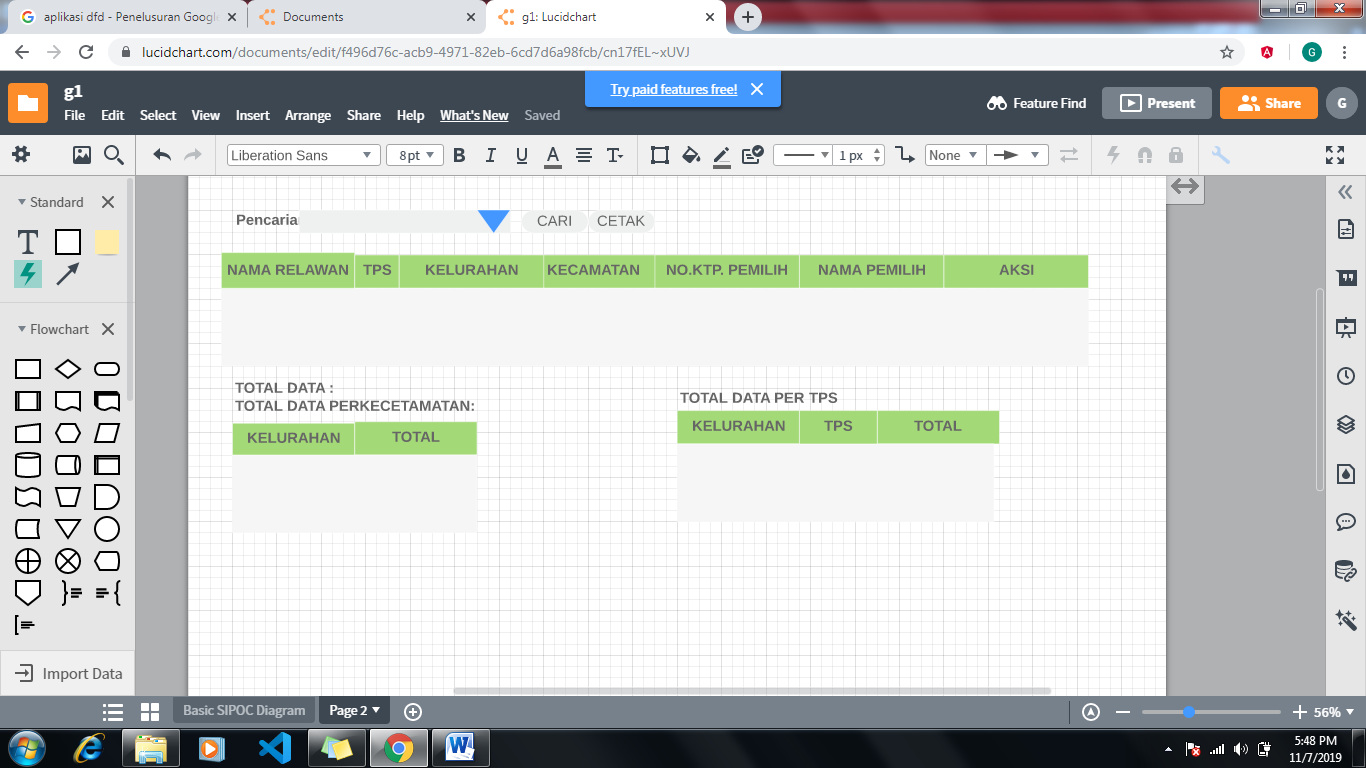 aplikasi dfd - Penelusuran Googl
Documents
g1: Lucidchart
lucidchart.com/documents/edit/f496d76c-acb9-4971-82eb-6cd7d6a98fcb/cn17fEL~xUVJ
G
g1
Try paid features free!
Feature Find
Present
Share
G
File Edit Select View Insert Arrange Share Help What's New Saved
Liberation Sans
8pt
B I U A T
1 px
None
Standard
T
Flowchart
Import Data
Pencaria
CARI
CETAK
NAMA RELAWAN TPS KELURAHAN KECAMATAN NO.KTP. PEMILIH NAMA PEMILIH AKSI
TOTAL DATA :
TOTAL DATA PERKECETAMATAN:
KELURAHAN TOTAL
TOTAL DATA PER TPS
KELURAHAN TPS TOTAL
Basic SIPOC Diagram
Page 2
56%
5:48 PM
11/7/2019